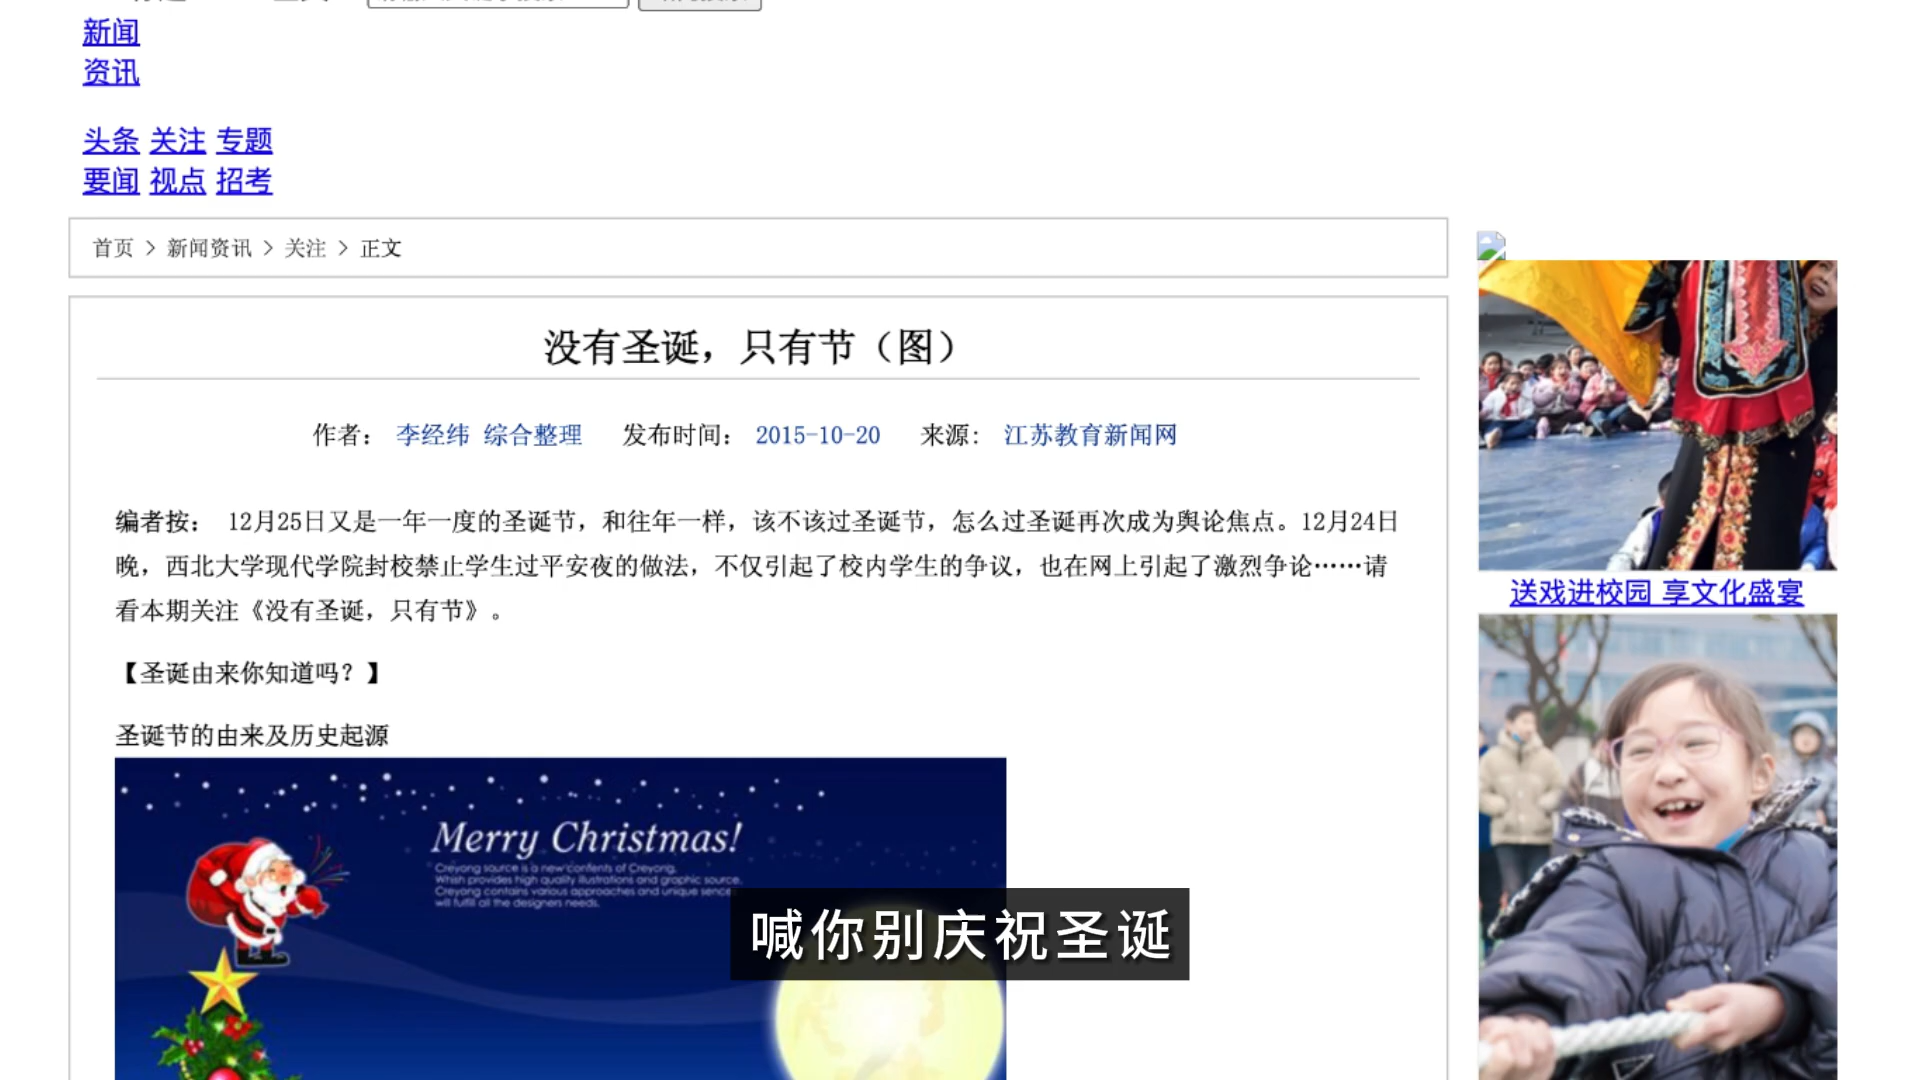 新闻
资讯
头条 关注 专题
要闻 视点 招考
首页 > 新闻资讯 > 关注 > 正文
没有圣诞，只有节（图）
作者： 李经纬 综合整理 发布时间： 2015-10-20 来源: 江苏教育新闻网
编者按： 12月25日又是一年一度的圣诞节，和往年一样，该不该过圣诞节，怎么过圣诞再次成为舆论焦点。12月24日
晚，西北大学现代学院封校禁止学生过平安夜的做法，不仅引起了校内学生的争议，也在网上引起了激烈争论……请
看本期关注《没有圣诞，只有节》。
【圣诞由来你知道吗？】
圣诞节的由来及历史起源
Merry Christmas!
Creyong source is a new contents of Creyong.
Whish provides high quality illustrations and graphic source.
Creyong contains various approaches and unique sence
will fulfill all the designers needs.
喊你别庆祝圣诞
送戏进校园 享文化盛宴